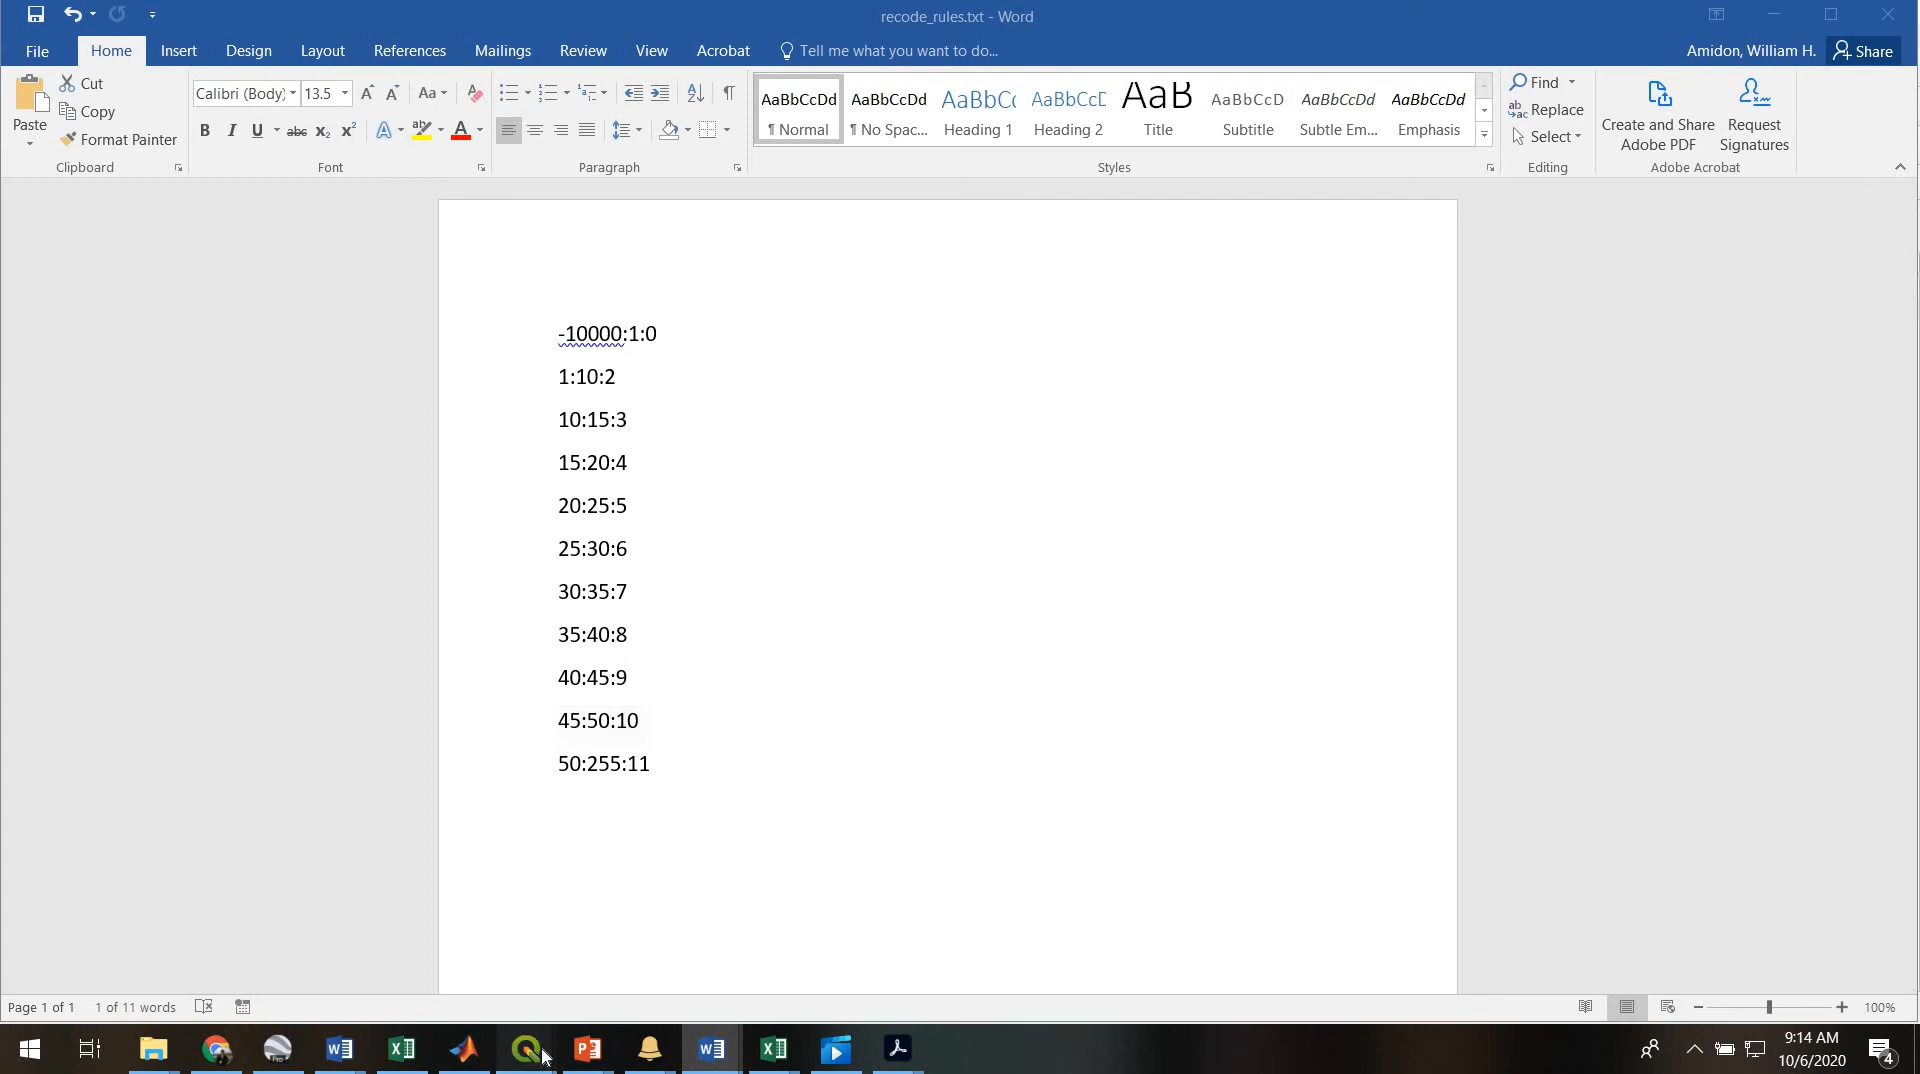 recode_rules.txt - Word
File Home Insert Design Layout References Mailings Review View Acrobat Tell me what you want to do... Amidon, William H. Share
Paste
Cut
Copy
Format Painter
Clipboard
Calibri (Body) 13.5 Aa
B I U abc X₂ X² A A
Font
Paragraph
AaBbCcDd AaBbCcDd AaBbCc AaBbCcD AaB AaBbCcD AaBbCcDd AaBbCcDd
¶ Normal ¶ No Spac... Heading 1 Heading 2 Title Subtitle Subtle Em... Emphasis
Styles
Find
Replace
Select
Editing
Create and Share
Adobe PDF
Request
Signatures
Adobe Acrobat
-10000:1:0
1:10:2
10:15:3
15:20:4
20:25:5
25:30:6
30:35:7
35:40:8
40:45:9
45:50:10
50:255:11
Page 1 of 1 1 of 11 words 100%
9:14 AM
10/6/2020
4